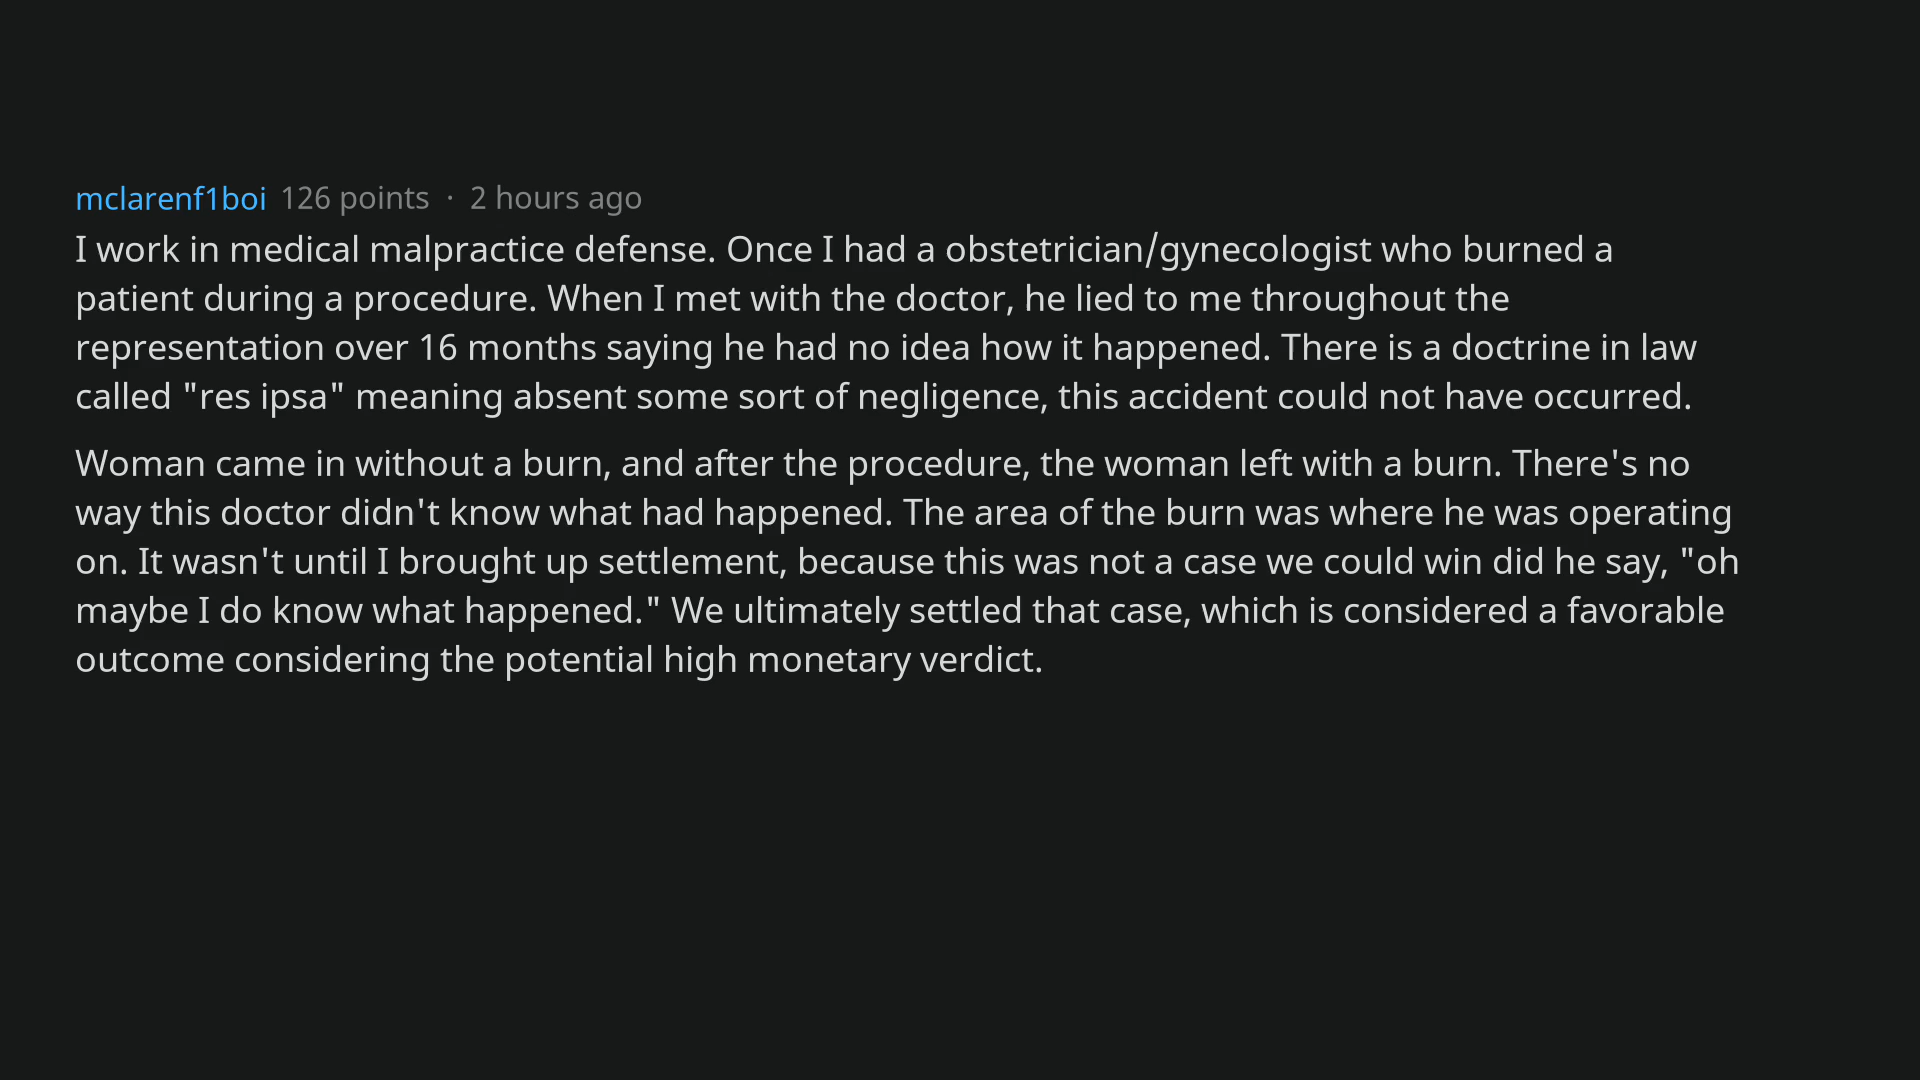 mclarenf1boi 126 points · 2 hours ago
I work in medical malpractice defense. Once I had a obstetrician/gynecologist who burned a
patient during a procedure. When I met with the doctor, he lied to me throughout the
representation over 16 months saying he had no idea how it happened. There is a doctrine in law
called "res ipsa" meaning absent some sort of negligence, this accident could not have occurred.
Woman came in without a burn, and after the procedure, the woman left with a burn. There's no
way this doctor didn't know what had happened. The area of the burn was where he was operating
on. It wasn't until I brought up settlement, because this was not a case we could win did he say, "oh
maybe I do know what happened." We ultimately settled that case, which is considered a favorable
outcome considering the potential high monetary verdict.